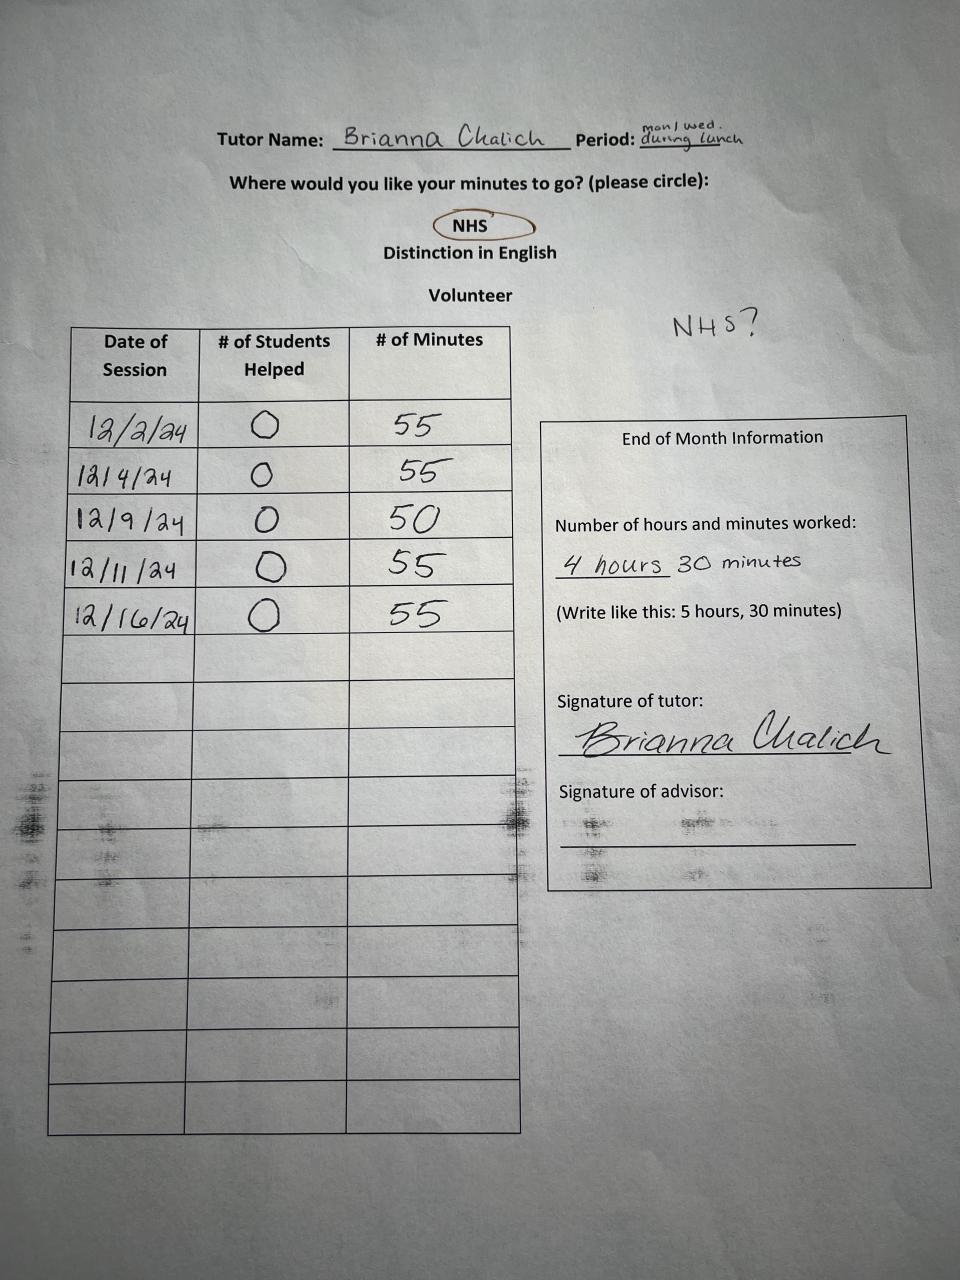 Tutor Name: Brianna Chalich Period: mon/wed. during lunch
Where would you like your minutes to go? (please circle):
NHS
Distinction in English
Volunteer
NHS?
Date of Session # of Students Helped # of Minutes
12/2/24 0 55
12/4/24 0 55
12/9/24 0 50
12/11/24 0 55
12/16/24 0 55
End of Month Information
Number of hours and minutes worked:
4 hours 30 minutes
(Write like this: 5 hours, 30 minutes)
Signature of tutor:
Brianna Chalich
Signature of advisor: